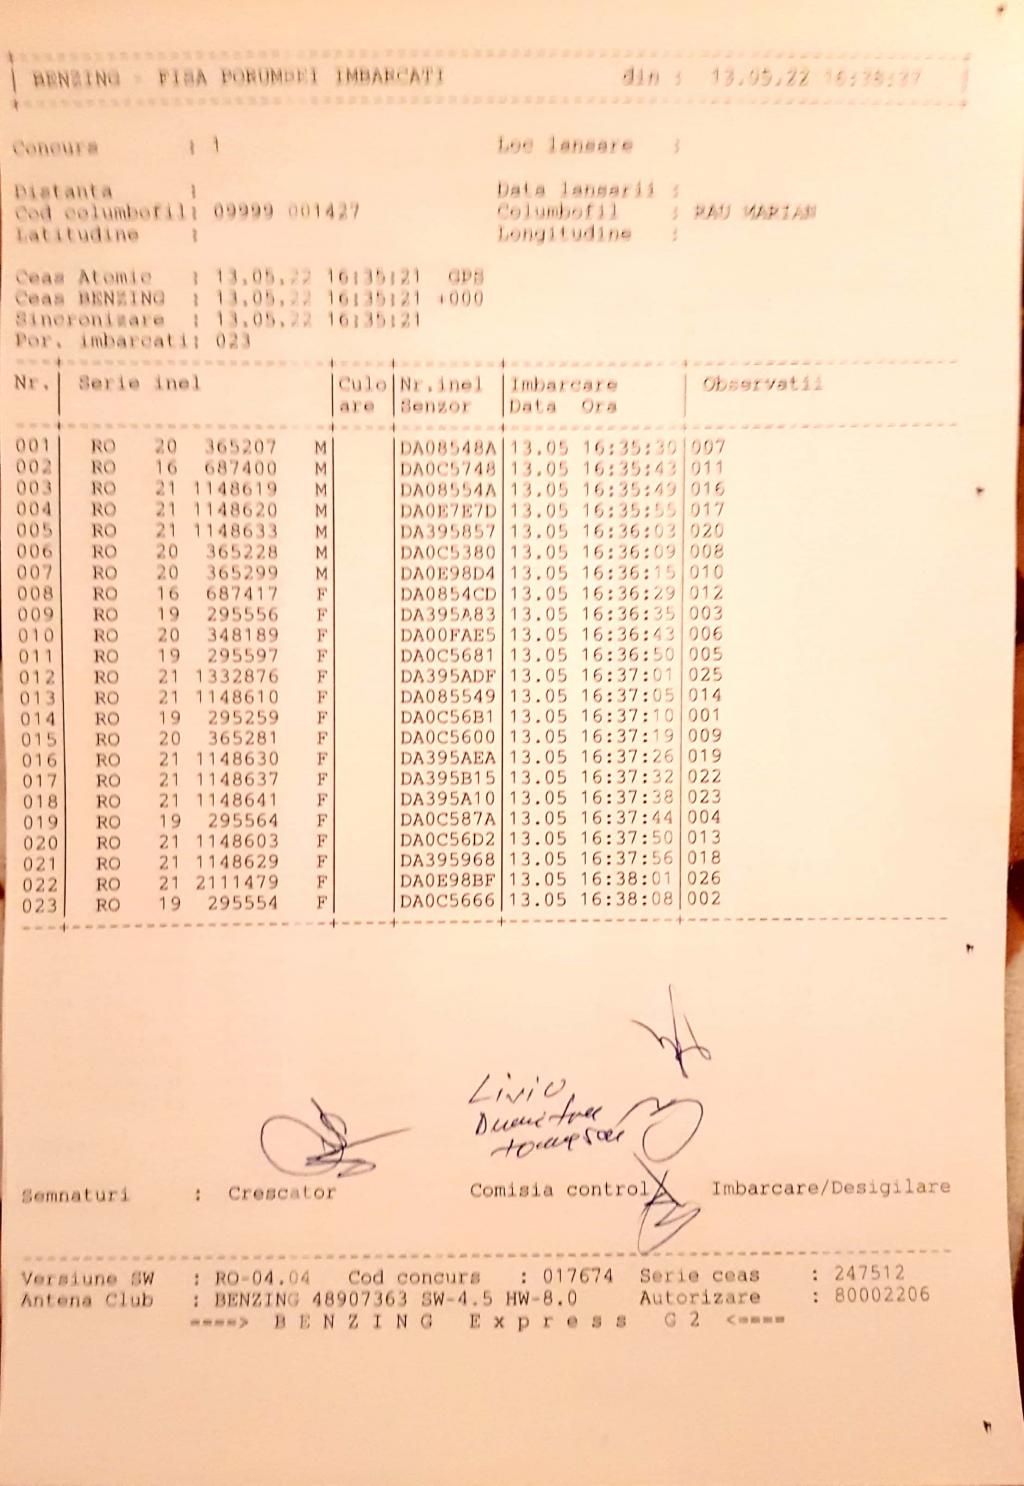 BENZING - FISA PORUMBEI IMBARCATI din : 13.05.22 16:38:37
Concurs : 1 Loc lansare :
Distanta : Data lansarii :
Cod columbofil: 09999 001427 Columbofil : RAU MARIAN
Latitudine : Longitudine :
Ceas Atomic : 13.05.22 16:35:21 GPS
Ceas BENZING : 13.05.22 16:35:21 +000
Sincronizare : 13.05.22 16:35:21
Por. imbarcati: 023
Nr. Serie inel Culo Nr.inel Imbarcare Observatii
are Senzor Data Ora
001 RO 20 365207 M DA08548A 13.05 16:35:30 007
002 RO 16 687400 M DA0C5748 13.05 16:35:43 011
003 RO 21 1148619 M DA08554A 13.05 16:35:49 016
004 RO 21 1148620 M DA0E7E7D 13.05 16:35:55 017
005 RO 21 1148633 M DA395857 13.05 16:36:03 020
006 RO 20 365228 M DA0C5380 13.05 16:36:09 008
007 RO 20 365299 M DA0E98D4 13.05 16:36:15 010
008 RO 16 687417 F DA0854CD 13.05 16:36:29 012
009 RO 19 295556 F DA395A83 13.05 16:36:35 003
010 RO 20 348189 F DA00FAE5 13.05 16:36:43 006
011 RO 19 295597 F DA0C5681 13.05 16:36:50 005
012 RO 21 1332876 F DA395ADF 13.05 16:37:01 025
013 RO 21 1148610 F DA085549 13.05 16:37:05 014
014 RO 19 295259 F DA0C56B1 13.05 16:37:10 001
015 RO 20 365281 F DA0C5600 13.05 16:37:19 009
016 RO 21 1148630 F DA395AEA 13.05 16:37:26 019
017 RO 21 1148637 F DA395B15 13.05 16:37:32 022
018 RO 21 1148641 F DA395A10 13.05 16:37:38 023
019 RO 19 295564 F DA0C587A 13.05 16:37:44 004
020 RO 21 1148603 F DA0C56D2 13.05 16:37:50 013
021 RO 21 1148629 F DA395968 13.05 16:37:56 018
022 RO 21 2111479 F DA0E98BF 13.05 16:38:01 026
023 RO 19 295554 F DA0C5666 13.05 16:38:08 002
Liviu
Semnaturi : Crescator Comisia control Imbarcare/Desigilare
Versiune SW : RO-04.04 Cod concurs : 017674 Serie ceas : 247512
Antena Club : BENZING 48907363 SW-4.5 HW-8.0 Autorizare : 80002206
====> B E N Z I N G E x p r e s s G 2 <====